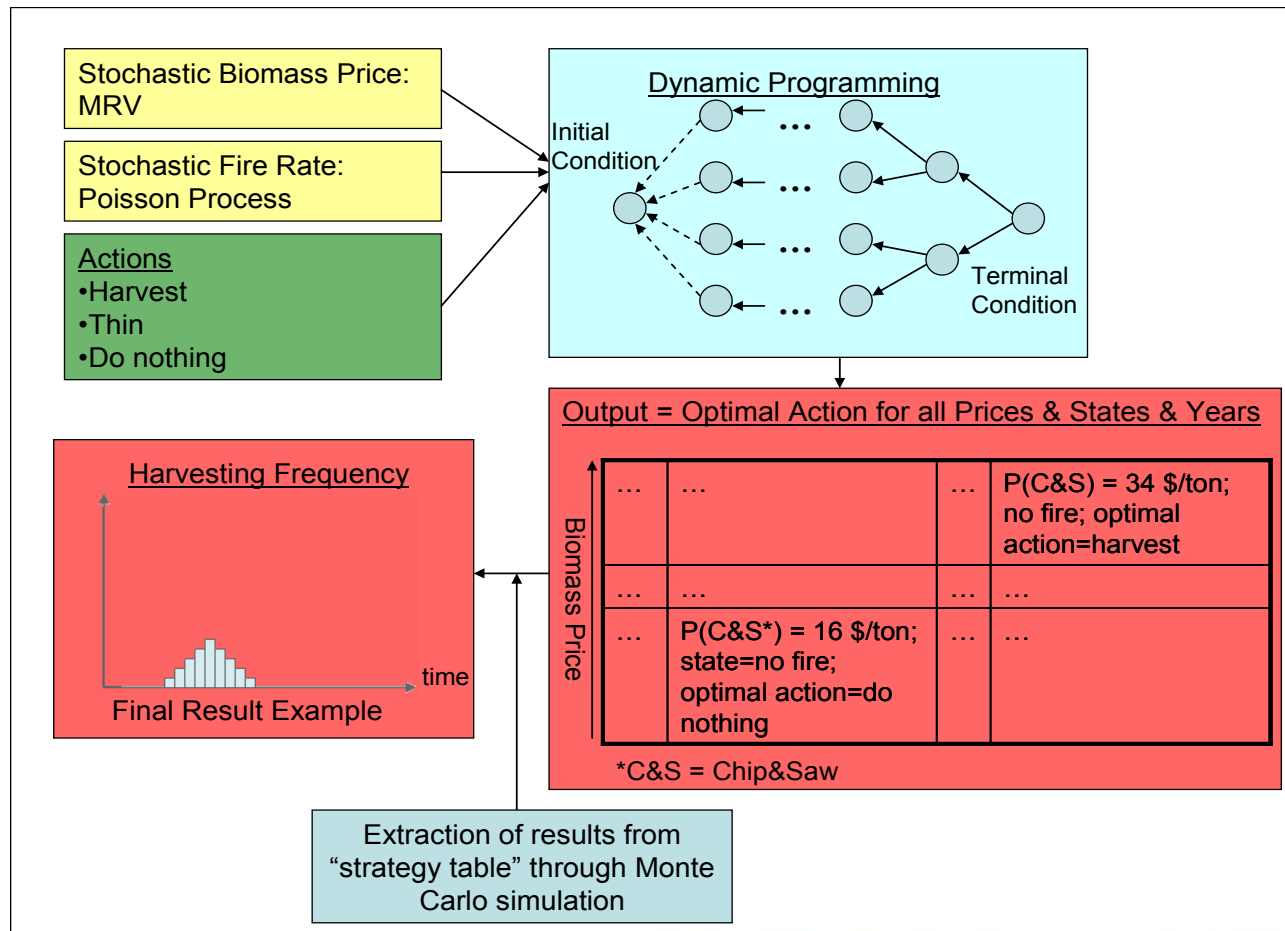 Stochastic Biomass Price:
MRV
Stochastic Fire Rate:
Poisson Process
Actions
•Harvest
•Thin
•Do nothing
Dynamic Programming
Initial
Condition
...
...
...
...
Terminal
Condition
Output = Optimal Action for all Prices & States & Years
Biomass Price
… … … P(C&S) = 34 $/ton;
no fire; optimal
action=harvest
… … … …
… P(C&S*) = 16 $/ton; … …
state=no fire;
optimal action=do
nothing
*C&S = Chip&Saw
Harvesting Frequency
time
Final Result Example
Extraction of results from
“strategy table” through Monte
Carlo simulation